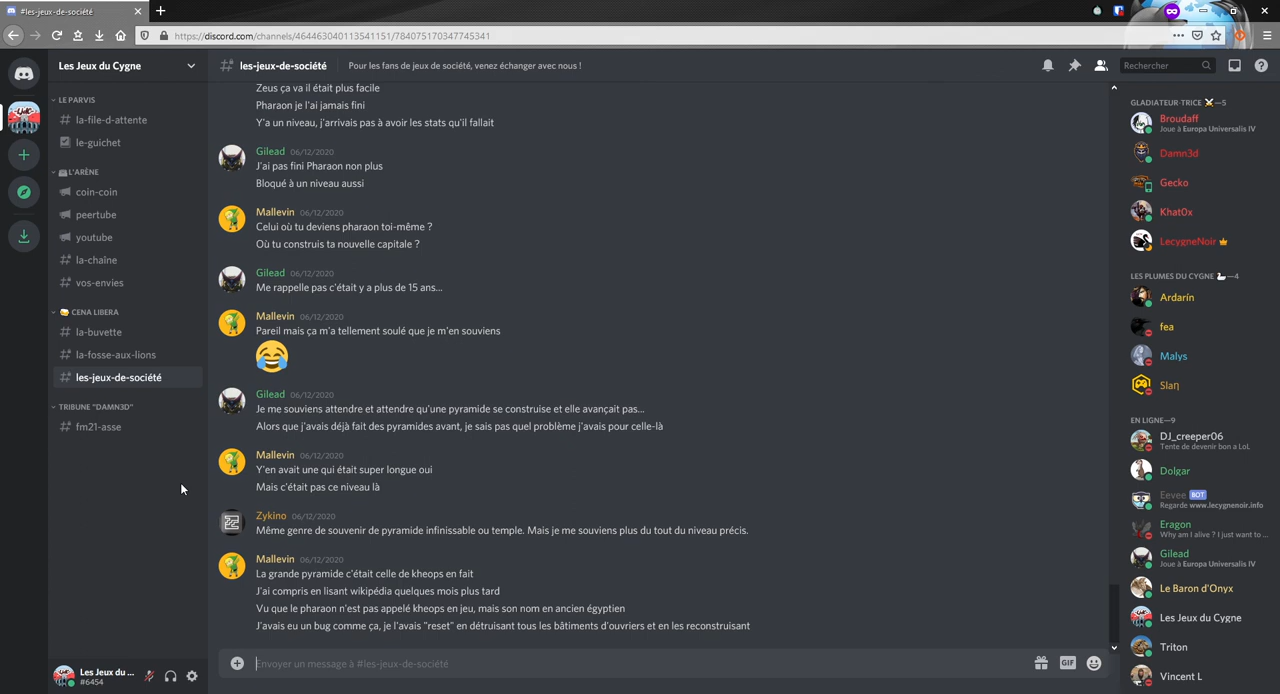 #les-jeux-de-société
https://discord.com/channels/464463040113541151/784075170347745341
Les Jeux du Cygne
les-jeux-de-société
Pour les fans de jeux de société, venez échanger avec nous !
Rechercher
LE PARVIS
la-file-d-attente
le-guichet
L'ARÈNE
coin-coin
peertube
youtube
la-chaîne
vos-envies
CENA LIBERA
la-buvette
la-fosse-aux-lions
les-jeux-de-société
TRIBUNE "DAMN3D"
fm21-asse
Les Jeux du ...
#6454
Zeus ça va il était plus facile
Pharaon je l'ai jamais fini
Y'a un niveau, j'arrivais pas à avoir les stats qu'il fallait
Gilead 06/12/2020
J'ai pas fini Pharaon non plus
Bloqué à un niveau aussi
Mallevin 06/12/2020
Celui où tu deviens pharaon toi-même ?
Où tu construis ta nouvelle capitale ?
Gilead 06/12/2020
Me rappelle pas c'était y a plus de 15 ans...
Mallevin 06/12/2020
Pareil mais ça m'a tellement soulé que je m'en souviens
😂
Gilead 06/12/2020
Je me souviens attendre et attendre qu'une pyramide se construise et elle avançait pas...
Alors que j'avais déjà fait des pyramides avant, je sais pas quel problème j'avais pour celle-là
Mallevin 06/12/2020
Y'en avait une qui était super longue oui
Mais c'était pas ce niveau là
Zykino 06/12/2020
Même genre de souvenir de pyramide infinissable ou temple. Mais je me souviens plus du tout du niveau précis.
Mallevin 06/12/2020
La grande pyramide c'était celle de kheops en fait
J'ai compris en lisant wikipédia quelques mois plus tard
Vu que le pharaon n'est pas appelé kheops en jeu, mais son nom en ancien égyptien
J'avais eu un bug comme ça, je l'avais "reset" en détruisant tous les bâtiments d'ouvriers et en les reconstruisant
Envoyer un message à #les-jeux-de-société
GIF
GLADIATEUR·TRICE ⚔️—5
Broudaff
Joue à Europa Universalis IV
Damn3d
Gecko
Khat0x
LecygneNoir
LES PLUMES DU CYGNE 🦢—4
Ardarín
fea
Malys
Slaη
EN LIGNE—9
DJ_creeper06
Tente de devenir bon a LoL
Dolgar
Eevee BOT
Regarde www.lecygnenoir.info
Eragon
Why am I alive ? I just want to ...
Gilead
Joue à Europa Universalis IV
Le Baron d'Onyx
Les Jeux du Cygne
Triton
Vincent L